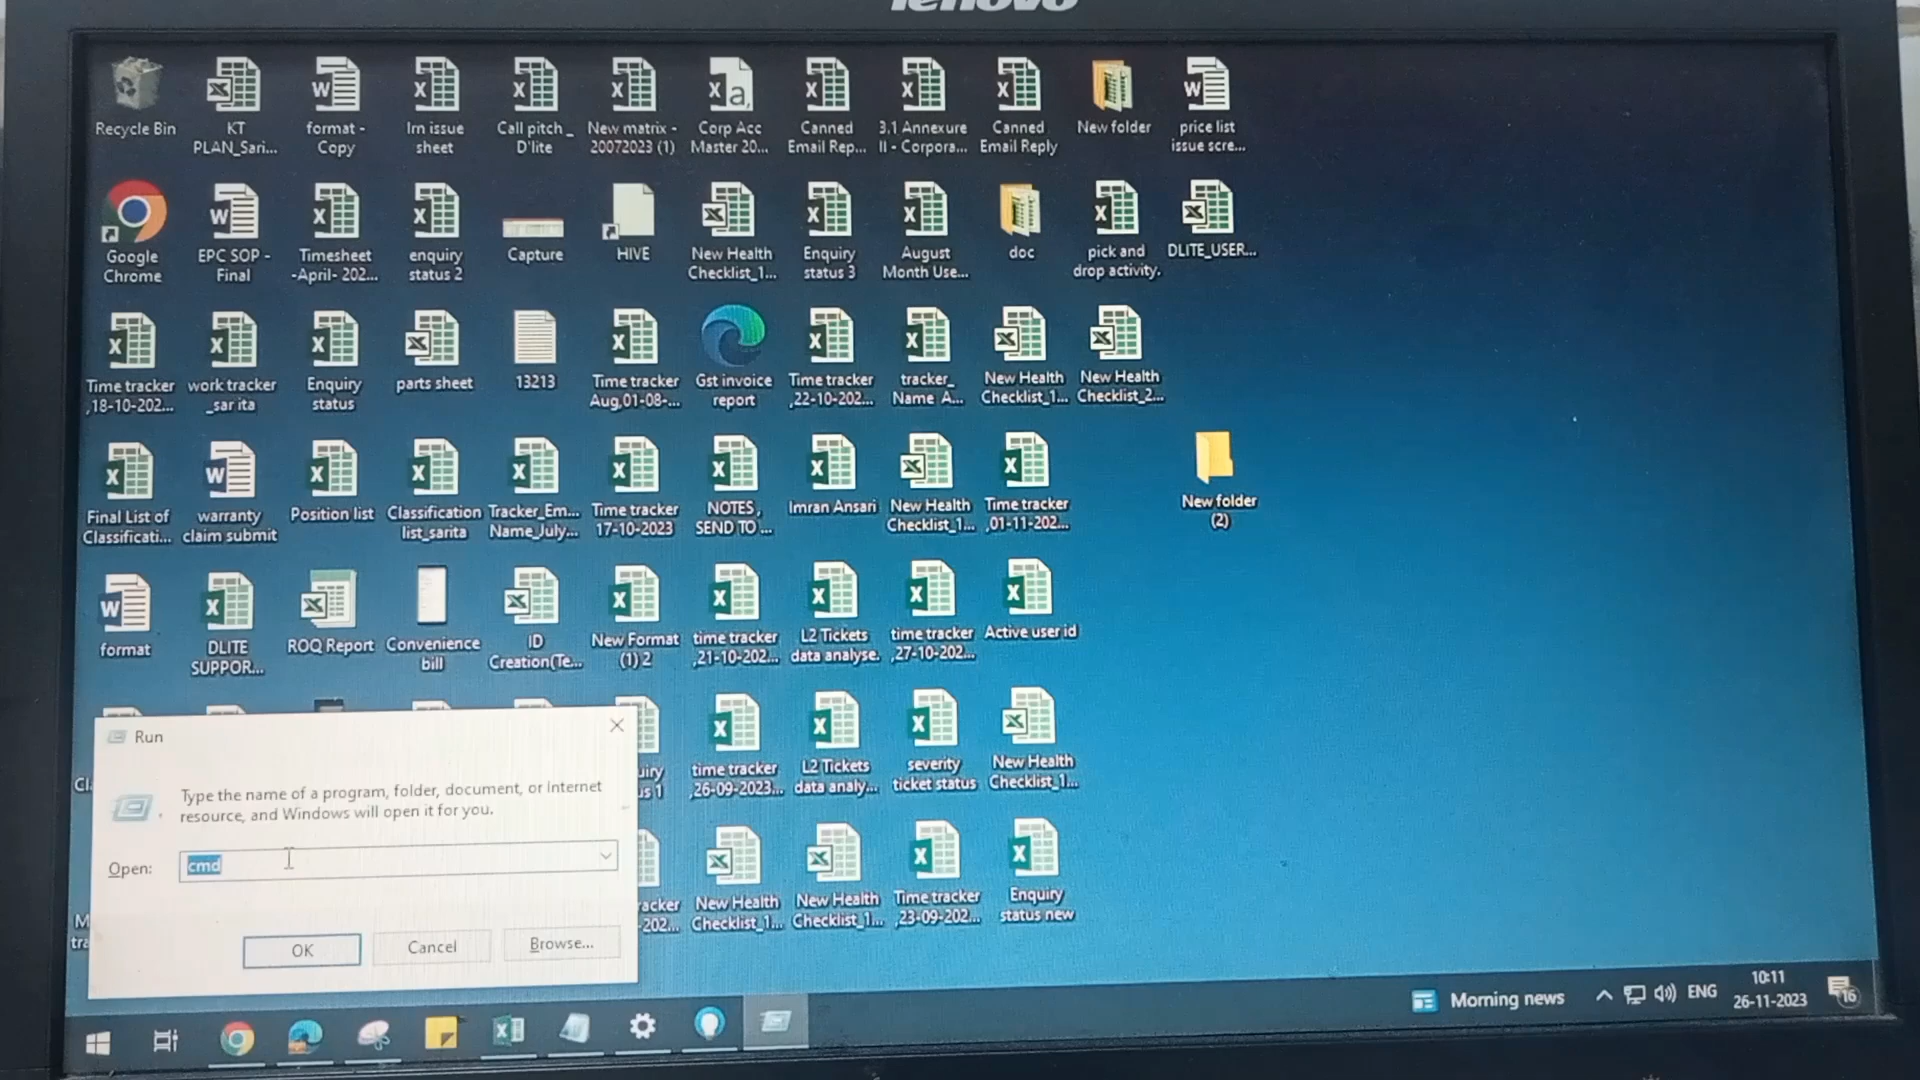 lenovo
Recycle Bin
KT
PLAN_Sari...
format -
Copy
Irn issue
sheet
Call pitch _
D'lite
New matrix -
20072023 (1)
Corp Acc
Master 20...
Canned
Email Rep...
3.1 Annexure
II - Corpora...
Canned
Email Reply
New folder
price list
issue scre...
Google
Chrome
EPC SOP -
Final
Timesheet
-April- 202...
enquiry
status 2
Capture
HIVE
New Health
Checklist_1...
Enquiry
status 3
August
Month Use...
doc
pick and
drop activity.
DLITE_USER...
Time tracker
,18-10-202...
work tracker
_sar ita
Enquiry
status
parts sheet
13213
Time tracker
Aug,01-08-...
Gst invoice
report
Time tracker
,22-10-202...
tracker_
Name_A...
New Health
Checklist_1...
New Health
Checklist_2...
Final List of
Classificati...
warranty
claim submit
Position list
Classification
list_sarita
Tracker_Em...
Name_July...
Time tracker
17-10-2023
NOTES ,
SEND TO ...
Imran Ansari
New Health
Checklist_1...
Time tracker
,01-11-202...
New folder
(2)
format
DLITE
SUPPOR...
ROQ Report
Convenience
bill
ID
Creation(Te...
New Format
(1) 2
time tracker
,21-10-202...
L2 Tickets
data analyse.
time tracker
,27-10-202...
Active user id
time tracker
,26-09-2023...
L2 Tickets
data analy...
severity
ticket status
New Health
Checklist_1...
New Health
Checklist_1...
New Health
Checklist_1...
Time tracker
,23-09-202...
Enquiry
status new
Run
Type the name of a program, folder, document, or Internet
resource, and Windows will open it for you.
Open:
cmd
OK
Cancel
Browse...
Morning news
ENG
10:11
26-11-2023
16